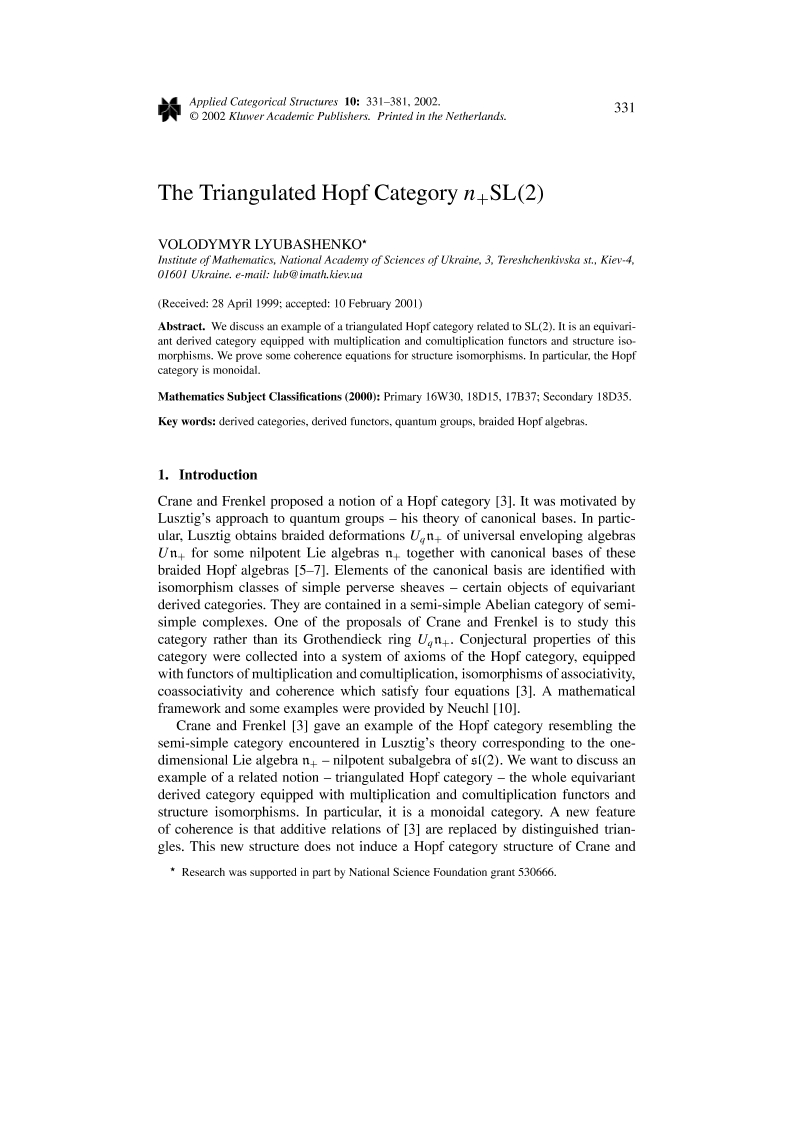 Applied Categorical Structures 10: 331–381, 2002.
© 2002 Kluwer Academic Publishers. Printed in the Netherlands.
331
The Triangulated Hopf Category n₊SL(2)
VOLODYMYR LYUBASHENKO⋆
Institute of Mathematics, National Academy of Sciences of Ukraine, 3, Tereshchenkivska st., Kiev-4,
01601 Ukraine. e-mail: lub@imath.kiev.ua
(Received: 28 April 1999; accepted: 10 February 2001)
Abstract. We discuss an example of a triangulated Hopf category related to SL(2). It is an equivari-
ant derived category equipped with multiplication and comultiplication functors and structure iso-
morphisms. We prove some coherence equations for structure isomorphisms. In particular, the Hopf
category is monoidal.
Mathematics Subject Classifications (2000): Primary 16W30, 18D15, 17B37; Secondary 18D35.
Key words: derived categories, derived functors, quantum groups, braided Hopf algebras.
1. Introduction
Crane and Frenkel proposed a notion of a Hopf category [3]. It was motivated by
Lusztig's approach to quantum groups – his theory of canonical bases. In partic-
ular, Lusztig obtains braided deformations U_q𝔫₊ of universal enveloping algebras
U𝔫₊ for some nilpotent Lie algebras 𝔫₊ together with canonical bases of these
braided Hopf algebras [5–7]. Elements of the canonical basis are identified with
isomorphism classes of simple perverse sheaves – certain objects of equivariant
derived categories. They are contained in a semi-simple Abelian category of semi-
simple complexes. One of the proposals of Crane and Frenkel is to study this
category rather than its Grothendieck ring U_q𝔫₊. Conjectural properties of this
category were collected into a system of axioms of the Hopf category, equipped
with functors of multiplication and comultiplication, isomorphisms of associativity,
coassociativity and coherence which satisfy four equations [3]. A mathematical
framework and some examples were provided by Neuchl [10].
Crane and Frenkel [3] gave an example of the Hopf category resembling the
semi-simple category encountered in Lusztig's theory corresponding to the one-
dimensional Lie algebra 𝔫₊ – nilpotent subalgebra of 𝔰𝔩(2). We want to discuss an
example of a related notion – triangulated Hopf category – the whole equivariant
derived category equipped with multiplication and comultiplication functors and
structure isomorphisms. In particular, it is a monoidal category. A new feature
of coherence is that additive relations of [3] are replaced by distinguished trian-
gles. This new structure does not induce a Hopf category structure of Crane and
⋆ Research was supported in part by National Science Foundation grant 530666.